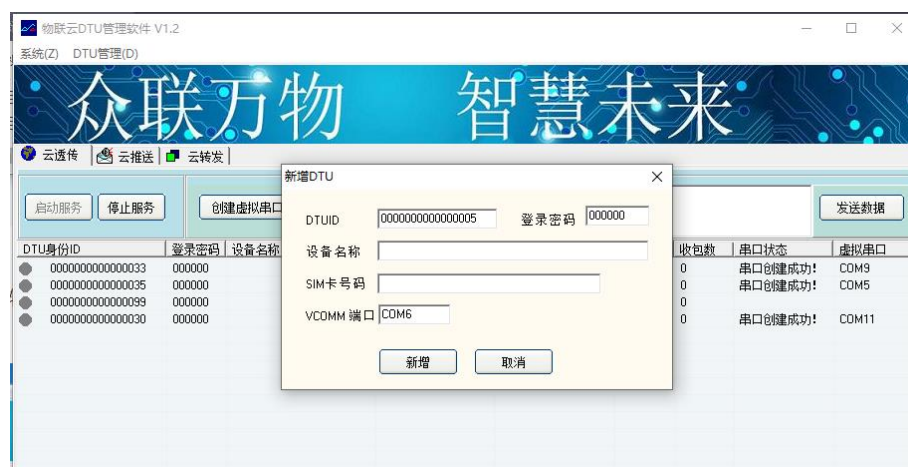 物联云DTU管理软件 V1.2
系统(Z) DTU管理(D)
众联万物 智慧未来
云透传 云推送 云转发
新增DTU
启动服务 停止服务 创建虚拟串口 发送数据
DTUID 0000000000000005 登录密码 000000
设备名称
SIM卡号码
VCOMM 端口 COM6
新增 取消
DTU身份ID 登录密码 设备名称 收包数 串口状态 虚拟串口
0000000000000033 000000 0 串口创建成功! COM9
0000000000000035 000000 0 串口创建成功! COM5
0000000000000099 000000 0
0000000000000030 000000 0 串口创建成功! COM11